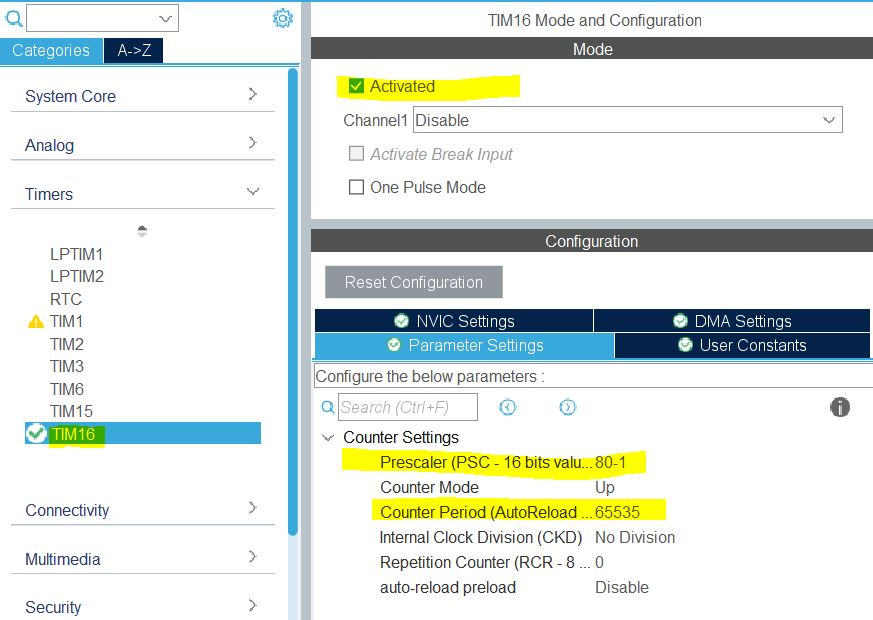 Categories
A->Z
System Core
Analog
Timers
LPTIM1
LPTIM2
RTC
TIM1
TIM2
TIM3
TIM6
TIM15
TIM16
Connectivity
Multimedia
Security
TIM16 Mode and Configuration
Mode
Activated
Channel1 Disable
Activate Break Input
One Pulse Mode
Configuration
Reset Configuration
NVIC Settings
DMA Settings
Parameter Settings
User Constants
Configure the below parameters :
Search (Ctrl+F)
Counter Settings
Prescaler (PSC - 16 bits valu... 80-1
Counter Mode Up
Counter Period (AutoReload ... 65535
Internal Clock Division (CKD) No Division
Repetition Counter (RCR - 8 ... 0
auto-reload preload Disable